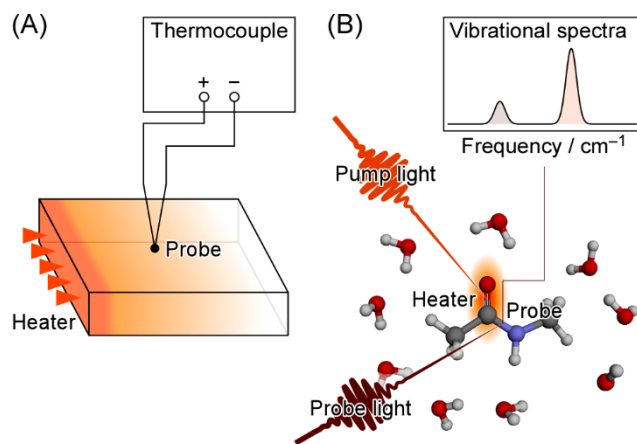 (A)
Thermocouple
+ −
Probe
Heater
(B)
Vibrational spectra
Frequency / cm⁻¹
Pump light
Heater
Probe
Probe light